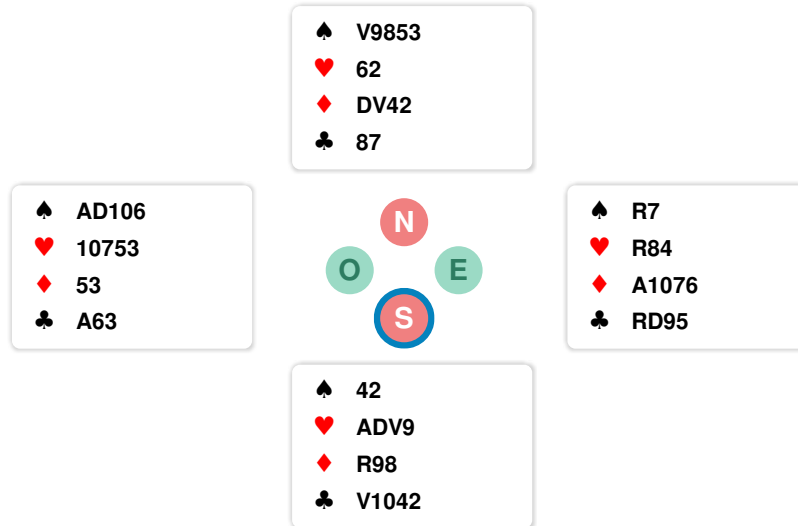 ♠ V9853
♥ 62
♦ DV42
♣ 87
♠ AD106
♥ 10753
♦ 53
♣ A63
N
O E
S
♠ R7
♥ R84
♦ A1076
♣ RD95
♠ 42
♥ ADV9
♦ R98
♣ V1042